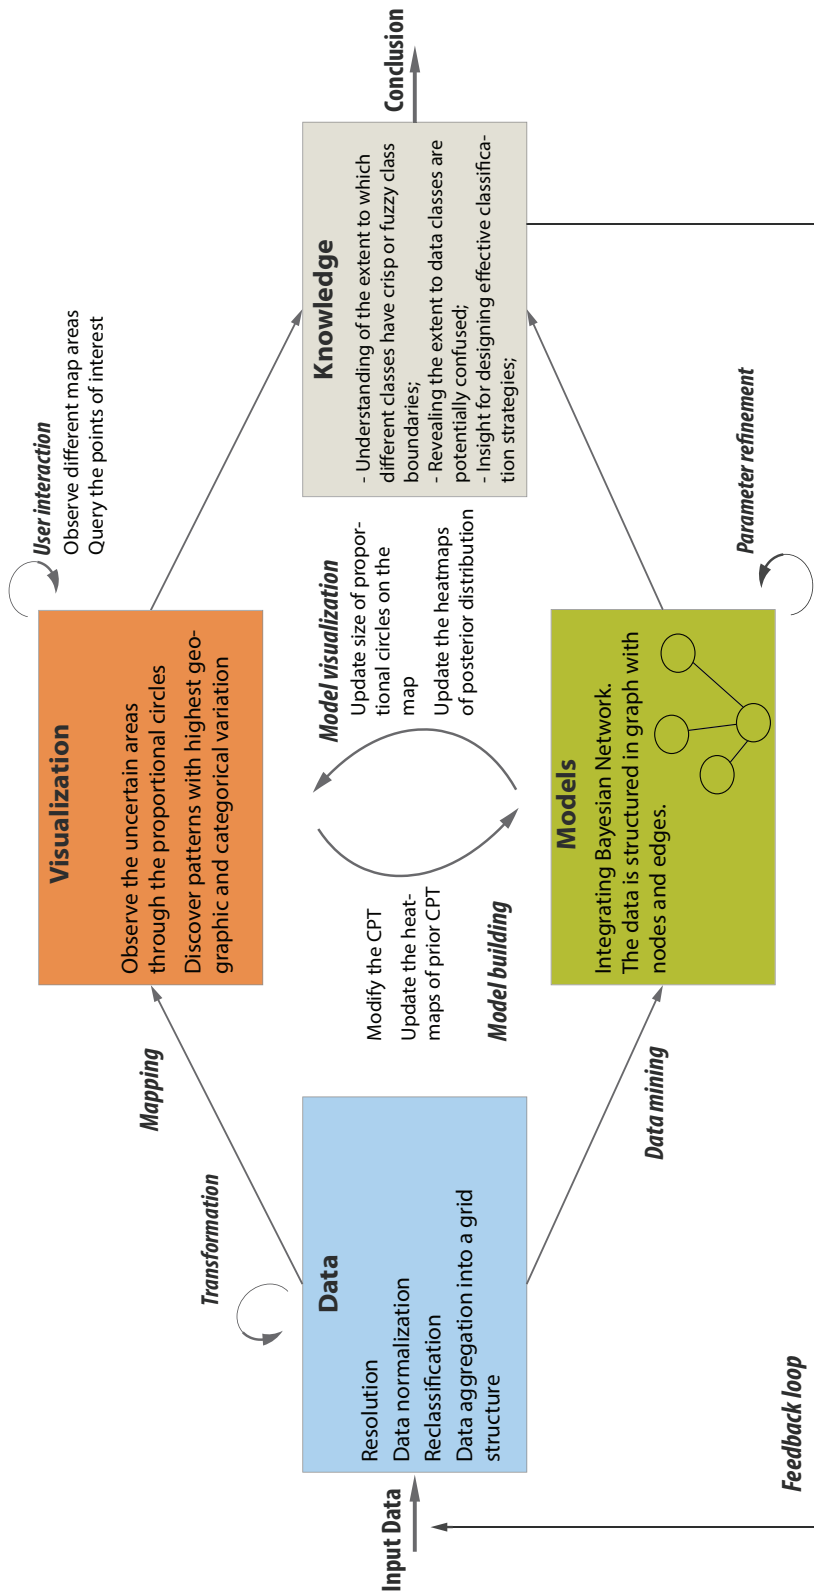 Input Data
Data
Resolution
Data normalization
Reclassification
Data aggregation into a grid
structure
Transformation
Mapping
Visualization
Observe the uncertain areas
through the proportional circles
Discover patterns with highest geo-
graphic and categorical variation
User interaction
Observe different map areas
Query the points of interest
Modify the CPT
Update the heat-
maps of prior CPT
Model building
Model visualization
Update size of propor-
tional circles on the
map
Update the heatmaps
of posterior distribution
Data mining
Models
Integrating Bayesian Network.
The data is structured in graph with
nodes and edges.
Parameter refinement
Knowledge
- Understanding of the extent to which
different classes have crisp or fuzzy class
boundaries;
- Revealing the extent to data classes are
potentially confused;
- Insight for designing effective classifica-
tion strategies;
Conclusion
Feedback loop